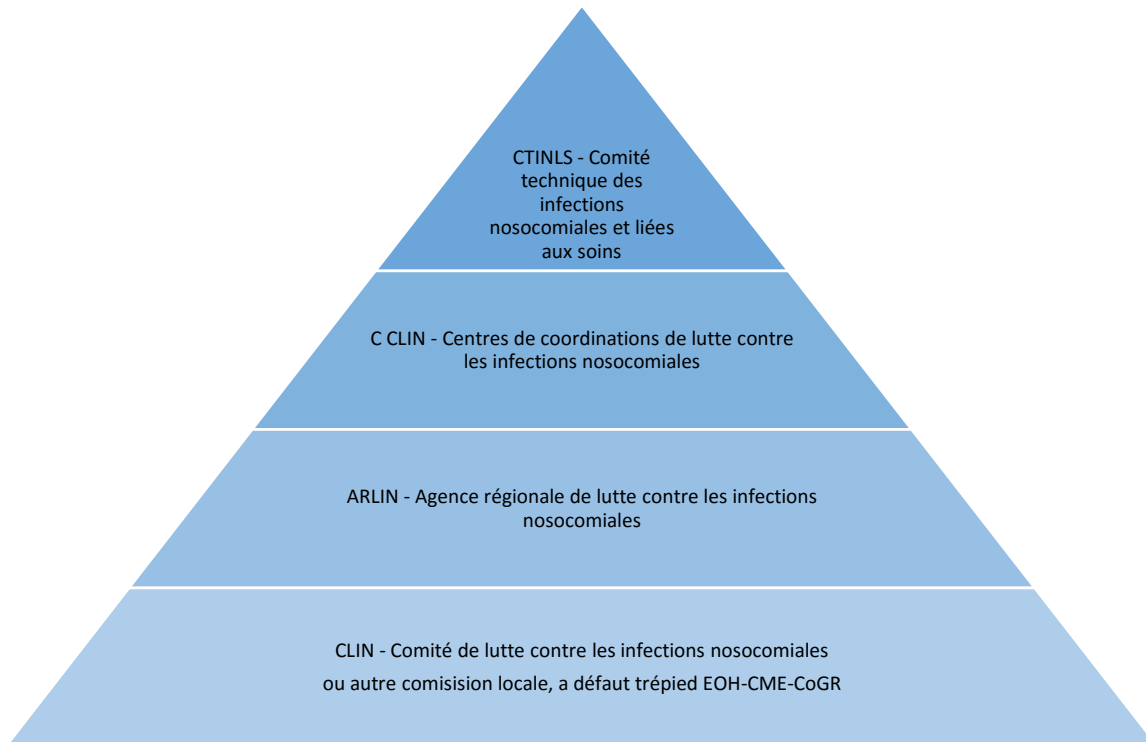 CTINLS - Comité
technique des
infections
nosocomiales et liées
aux soins
C CLIN - Centres de coordinations de lutte contre
les infections nosocomiales
ARLIN - Agence régionale de lutte contre les infections
nosocomiales
CLIN - Comité de lutte contre les infections nosocomiales
ou autre comisision locale, a défaut trépied EOH-CME-CoGR